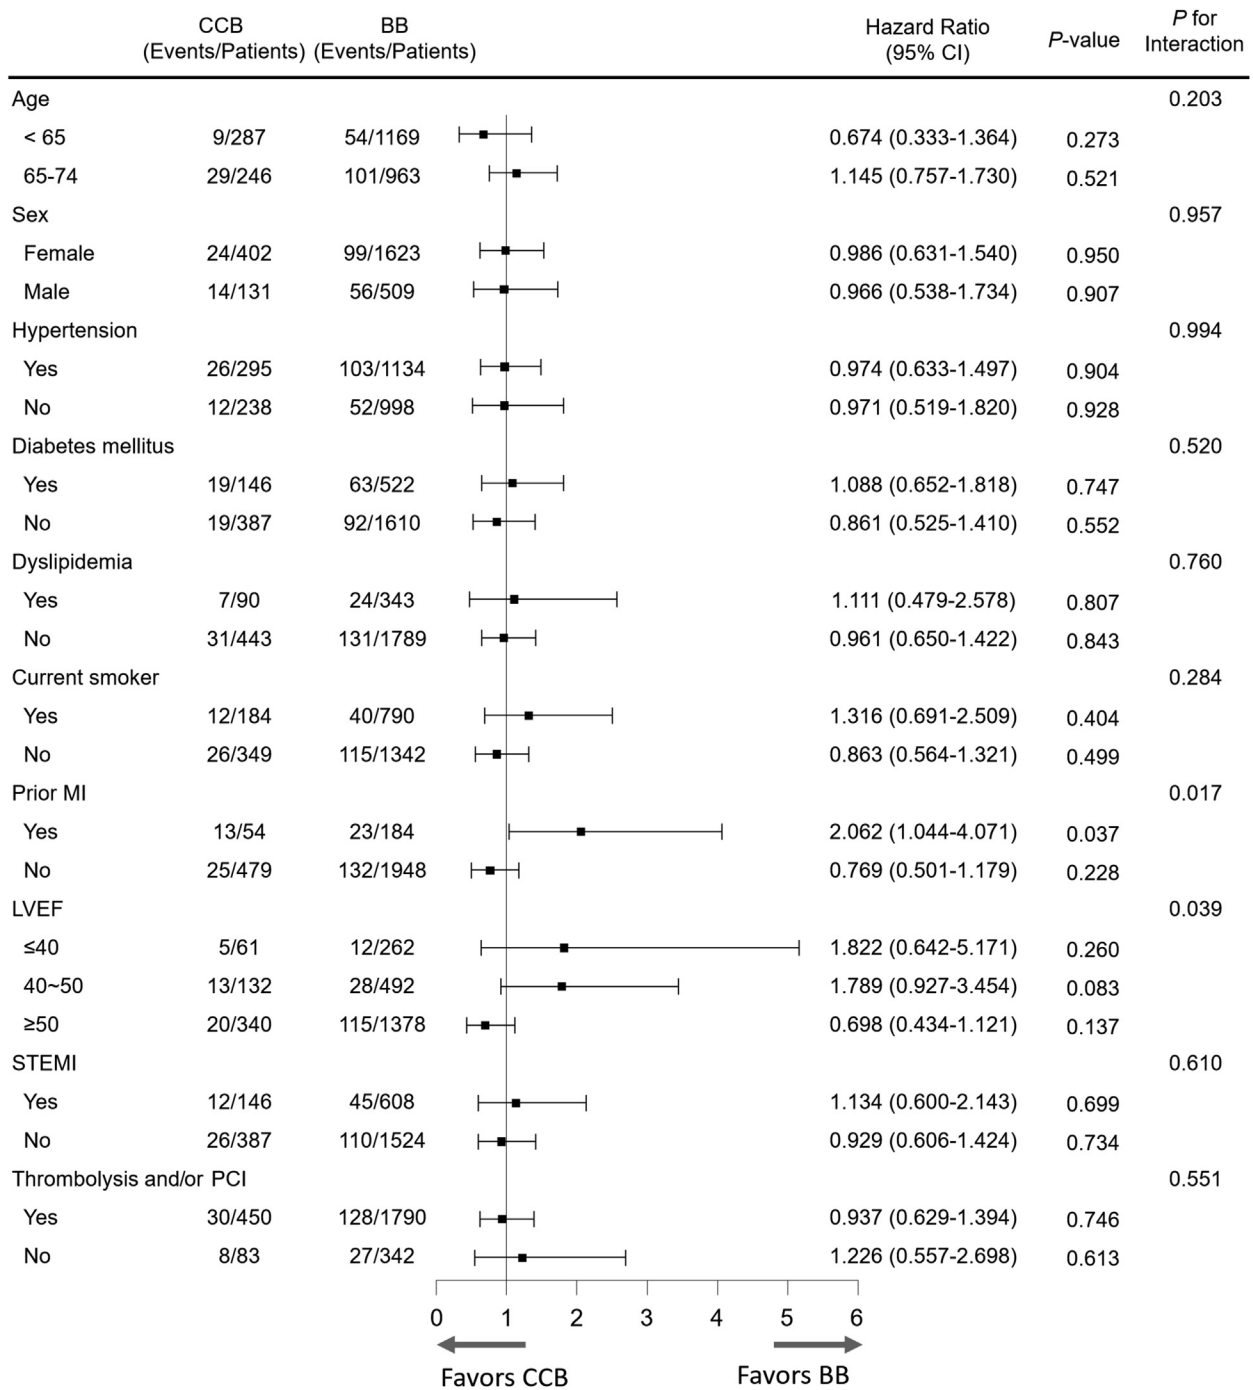 CCB BB Hazard Ratio P-value P for
(Events/Patients) (Events/Patients) (95% CI) Interaction
Age 0.203
< 65 9/287 54/1169 0.674 (0.333-1.364) 0.273
65-74 29/246 101/963 1.145 (0.757-1.730) 0.521
Sex 0.957
Female 24/402 99/1623 0.986 (0.631-1.540) 0.950
Male 14/131 56/509 0.966 (0.538-1.734) 0.907
Hypertension 0.994
Yes 26/295 103/1134 0.974 (0.633-1.497) 0.904
No 12/238 52/998 0.971 (0.519-1.820) 0.928
Diabetes mellitus 0.520
Yes 19/146 63/522 1.088 (0.652-1.818) 0.747
No 19/387 92/1610 0.861 (0.525-1.410) 0.552
Dyslipidemia 0.760
Yes 7/90 24/343 1.111 (0.479-2.578) 0.807
No 31/443 131/1789 0.961 (0.650-1.422) 0.843
Current smoker 0.284
Yes 12/184 40/790 1.316 (0.691-2.509) 0.404
No 26/349 115/1342 0.863 (0.564-1.321) 0.499
Prior MI 0.017
Yes 13/54 23/184 2.062 (1.044-4.071) 0.037
No 25/479 132/1948 0.769 (0.501-1.179) 0.228
LVEF 0.039
≤40 5/61 12/262 1.822 (0.642-5.171) 0.260
40~50 13/132 28/492 1.789 (0.927-3.454) 0.083
≥50 20/340 115/1378 0.698 (0.434-1.121) 0.137
STEMI 0.610
Yes 12/146 45/608 1.134 (0.600-2.143) 0.699
No 26/387 110/1524 0.929 (0.606-1.424) 0.734
Thrombolysis and/or PCI 0.551
Yes 30/450 128/1790 0.937 (0.629-1.394) 0.746
No 8/83 27/342 1.226 (0.557-2.698) 0.613
0 1 2 3 4 5 6
Favors CCB Favors BB